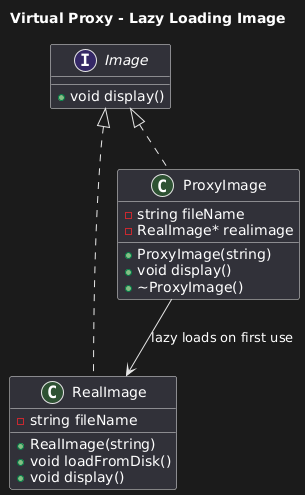 Virtual Proxy - Lazy Loading Image
I Image
void display()
C ProxyImage
string fileName
RealImage* realimage
ProxyImage(string)
void display()
~ProxyImage()
lazy loads on first use
C RealImage
string fileName
RealImage(string)
void loadFromDisk()
void display()